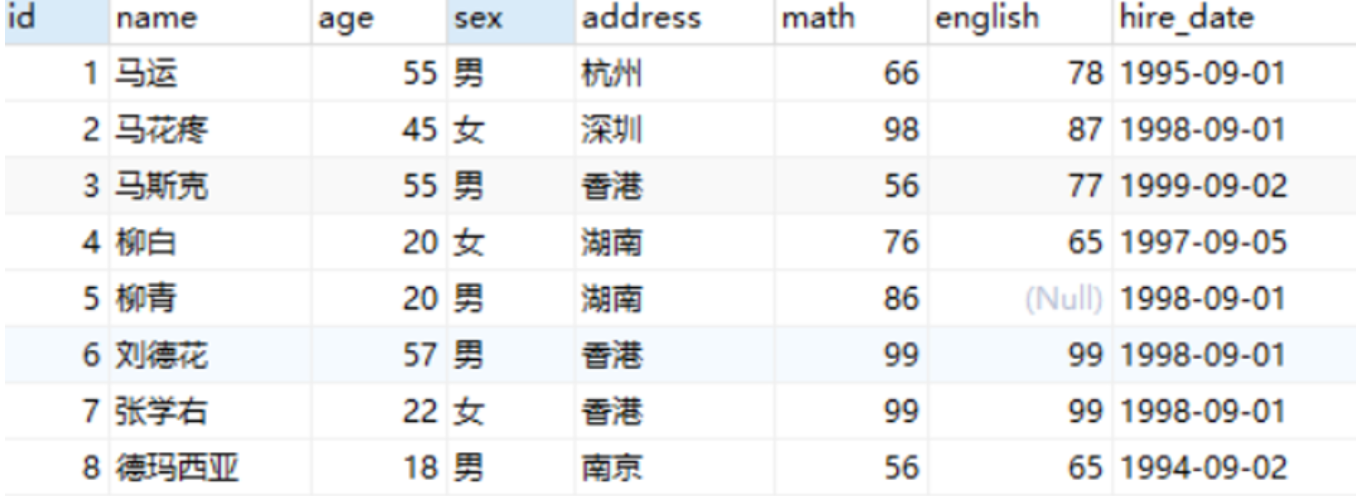 id name age sex address math english hire_date
1 马运 55 男 杭州 66 78 1995-09-01
2 马花疼 45 女 深圳 98 87 1998-09-01
3 马斯克 55 男 香港 56 77 1999-09-02
4 柳白 20 女 湖南 76 65 1997-09-05
5 柳青 20 男 湖南 86 (Null) 1998-09-01
6 刘德花 57 男 香港 99 99 1998-09-01
7 张学右 22 女 香港 99 99 1998-09-01
8 德玛西亚 18 男 南京 56 65 1994-09-02